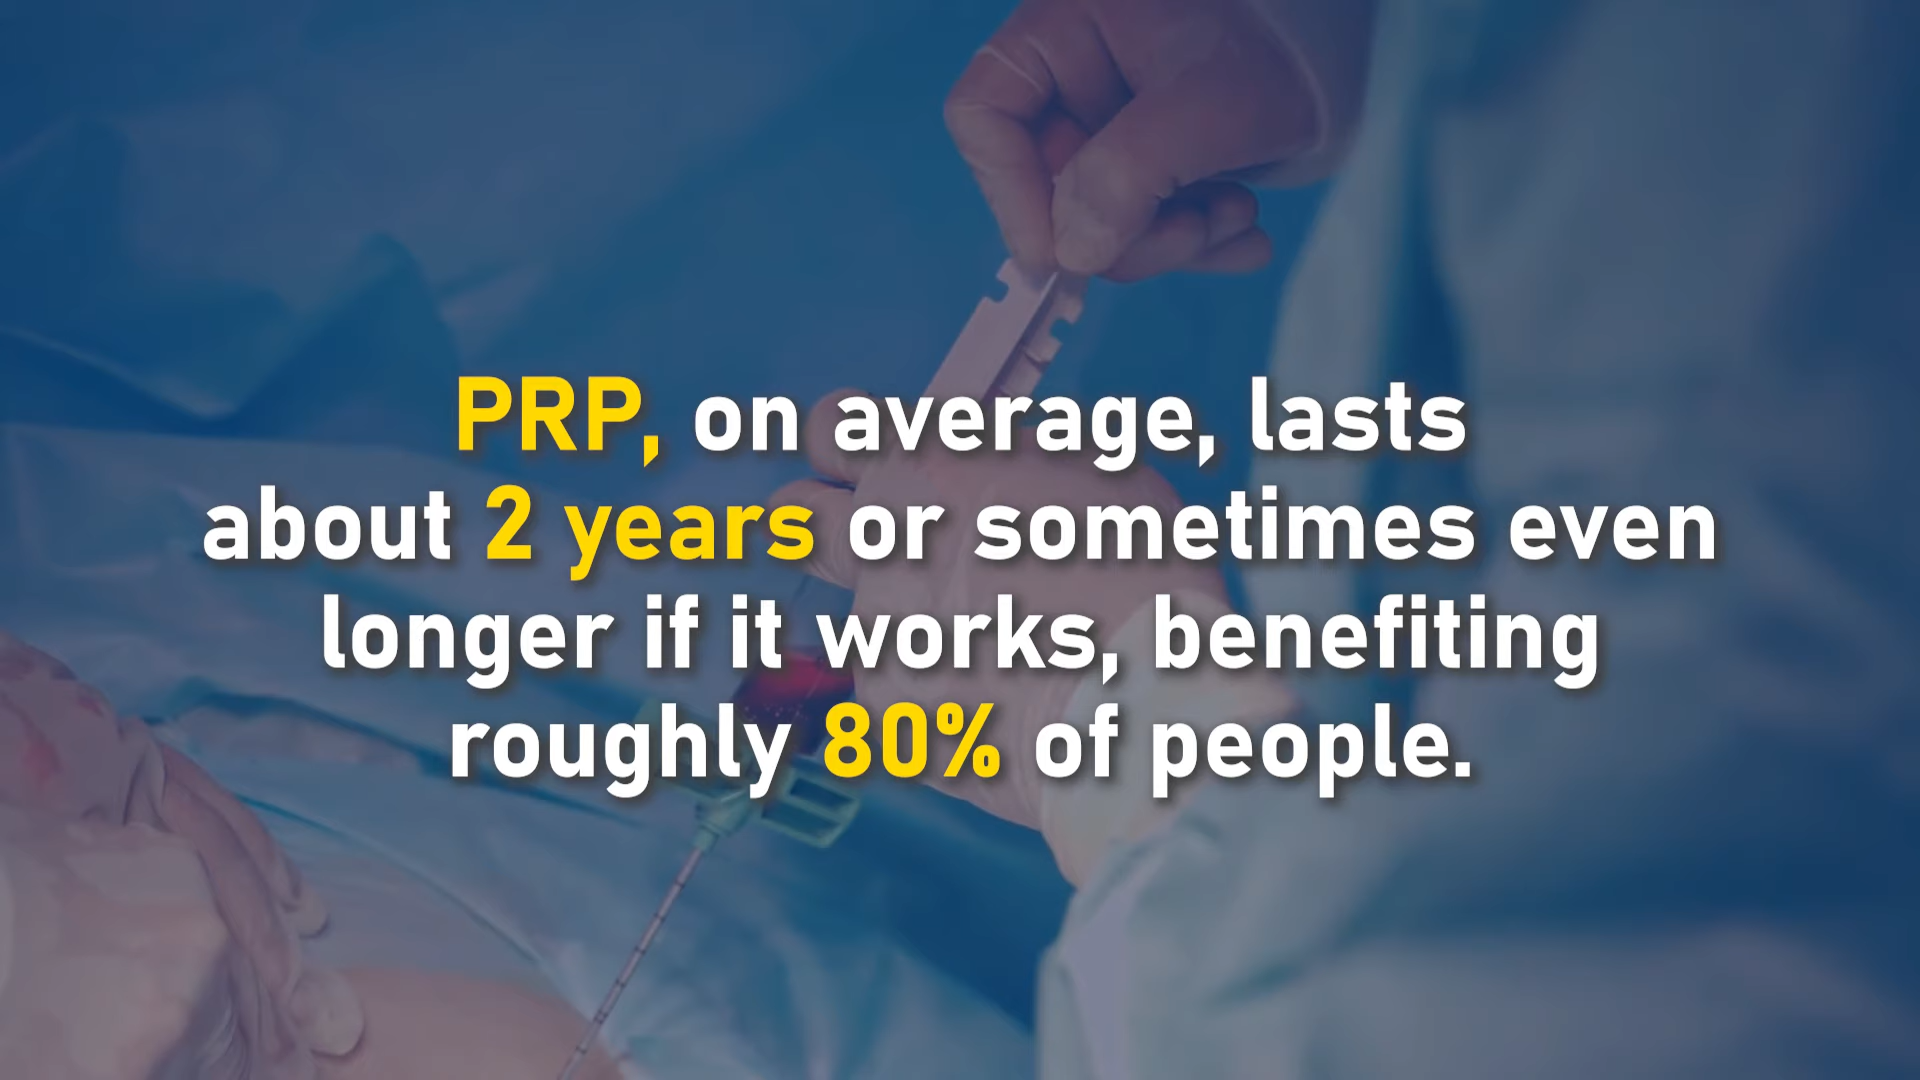 PRP, on average, lasts
about 2 years or sometimes even
longer if it works, benefiting
roughly 80% of people.